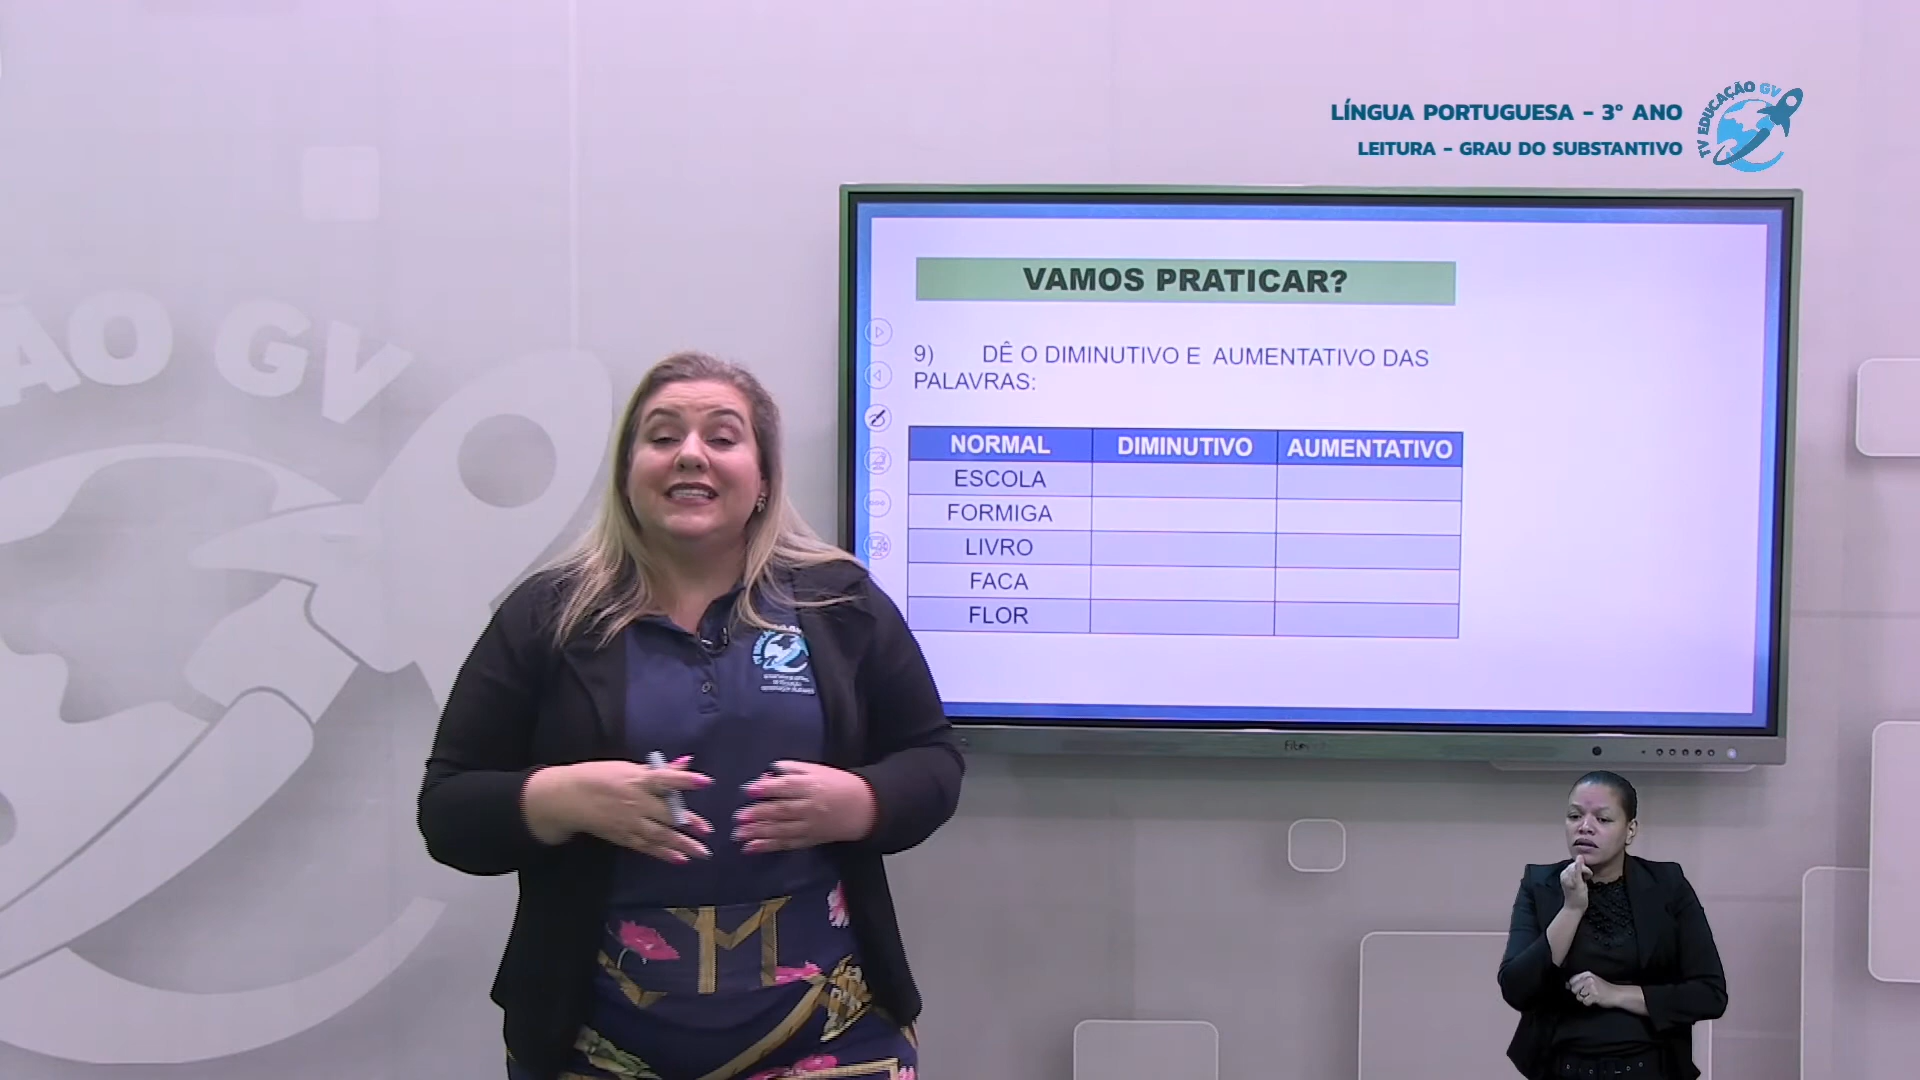 LÍNGUA PORTUGUESA - 3° ANO
LEITURA - GRAU DO SUBSTANTIVO
TV EDUCAÇÃO GV
VAMOS PRATICAR?
9) DÊ O DIMINUTIVO E AUMENTATIVO DAS
PALAVRAS:
NORMAL DIMINUTIVO AUMENTATIVO
ESCOLA
FORMIGA
LIVRO
FACA
FLOR
ÃO GV